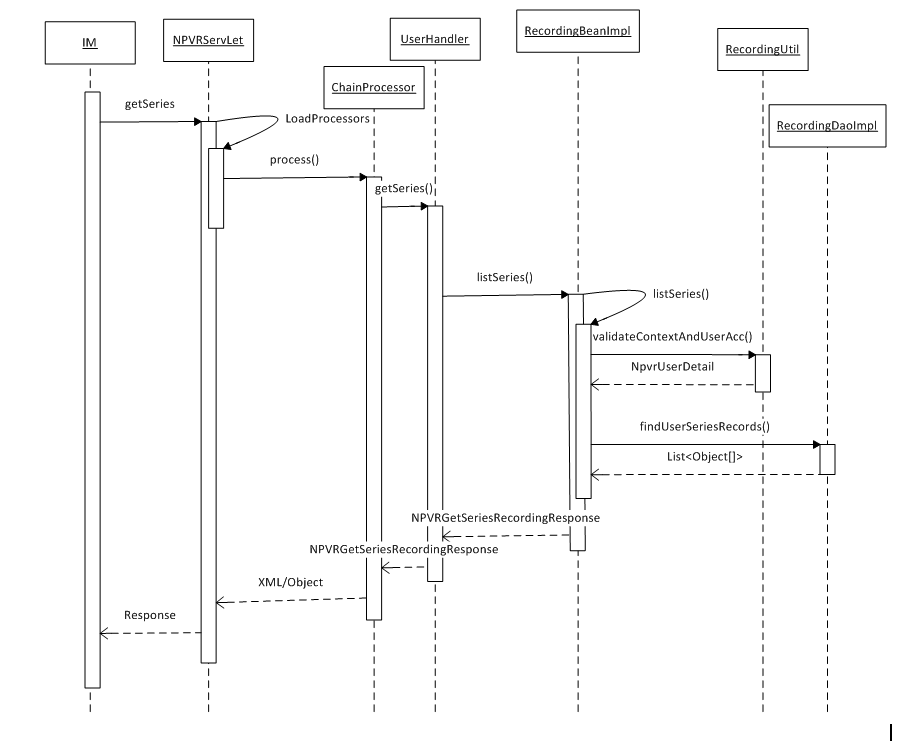 IM
NPVRServLet
UserHandler
RecordingBeanImpl
RecordingUtil
ChainProcessor
RecordingDaoImpl
getSeries
LoadProcessors
process()
getSeries()
listSeries()
listSeries()
validateContextAndUserAcc()
NpvrUserDetail
findUserSeriesRecords()
List<Object[]>
NPVRGetSeriesRecordingResponse
NPVRGetSeriesRecordingResponse
XML/Object
Response